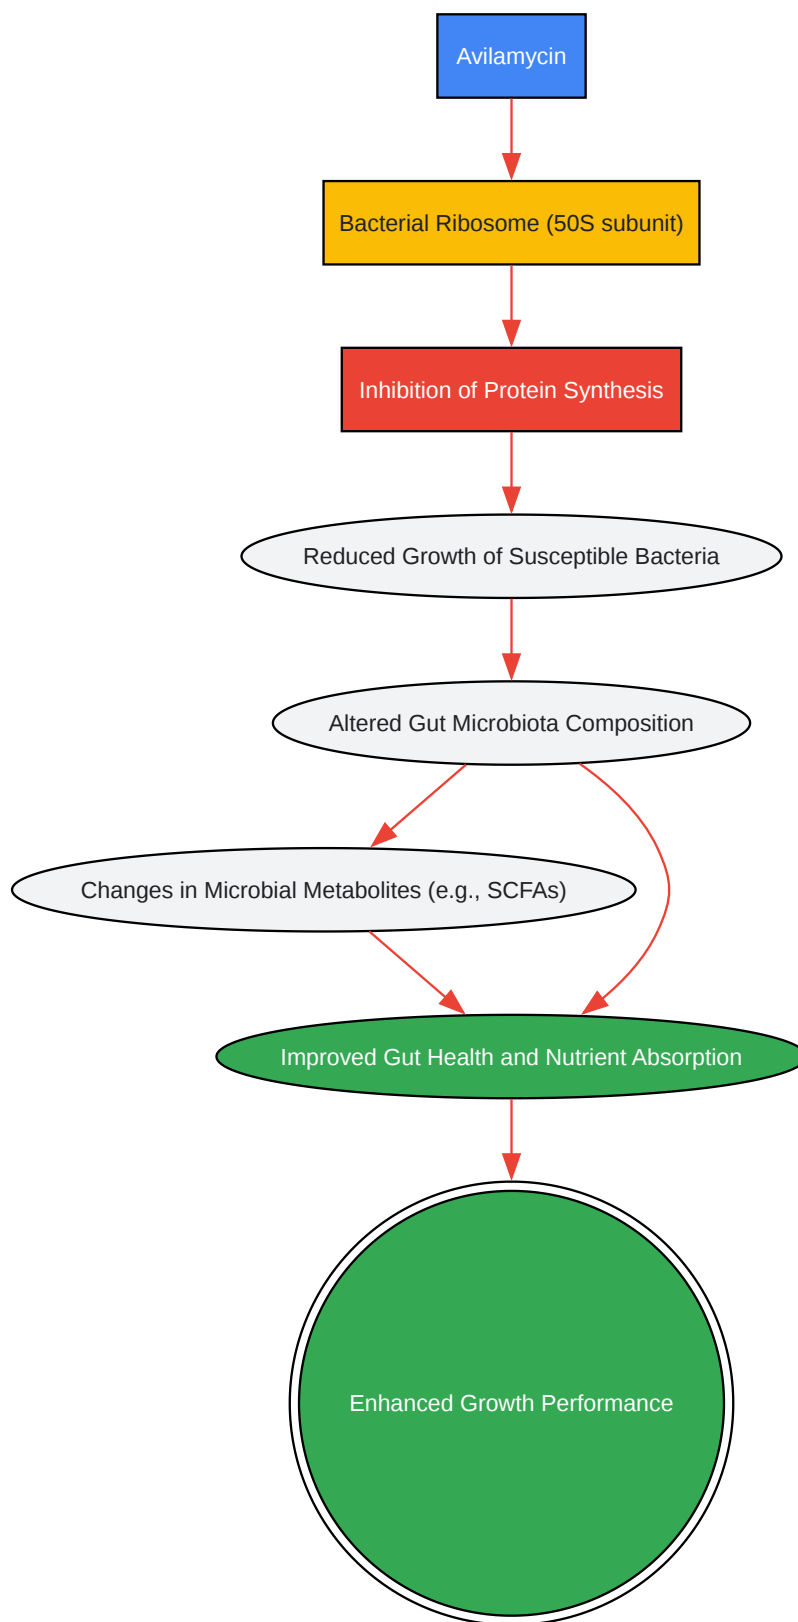 Avilamycin
Bacterial Ribosome (50S subunit)
Inhibition of Protein Synthesis
Reduced Growth of Susceptible Bacteria
Altered Gut Microbiota Composition
Changes in Microbial Metabolites (e.g., SCFAs)
Improved Gut Health and Nutrient Absorption
Enhanced Growth Performance